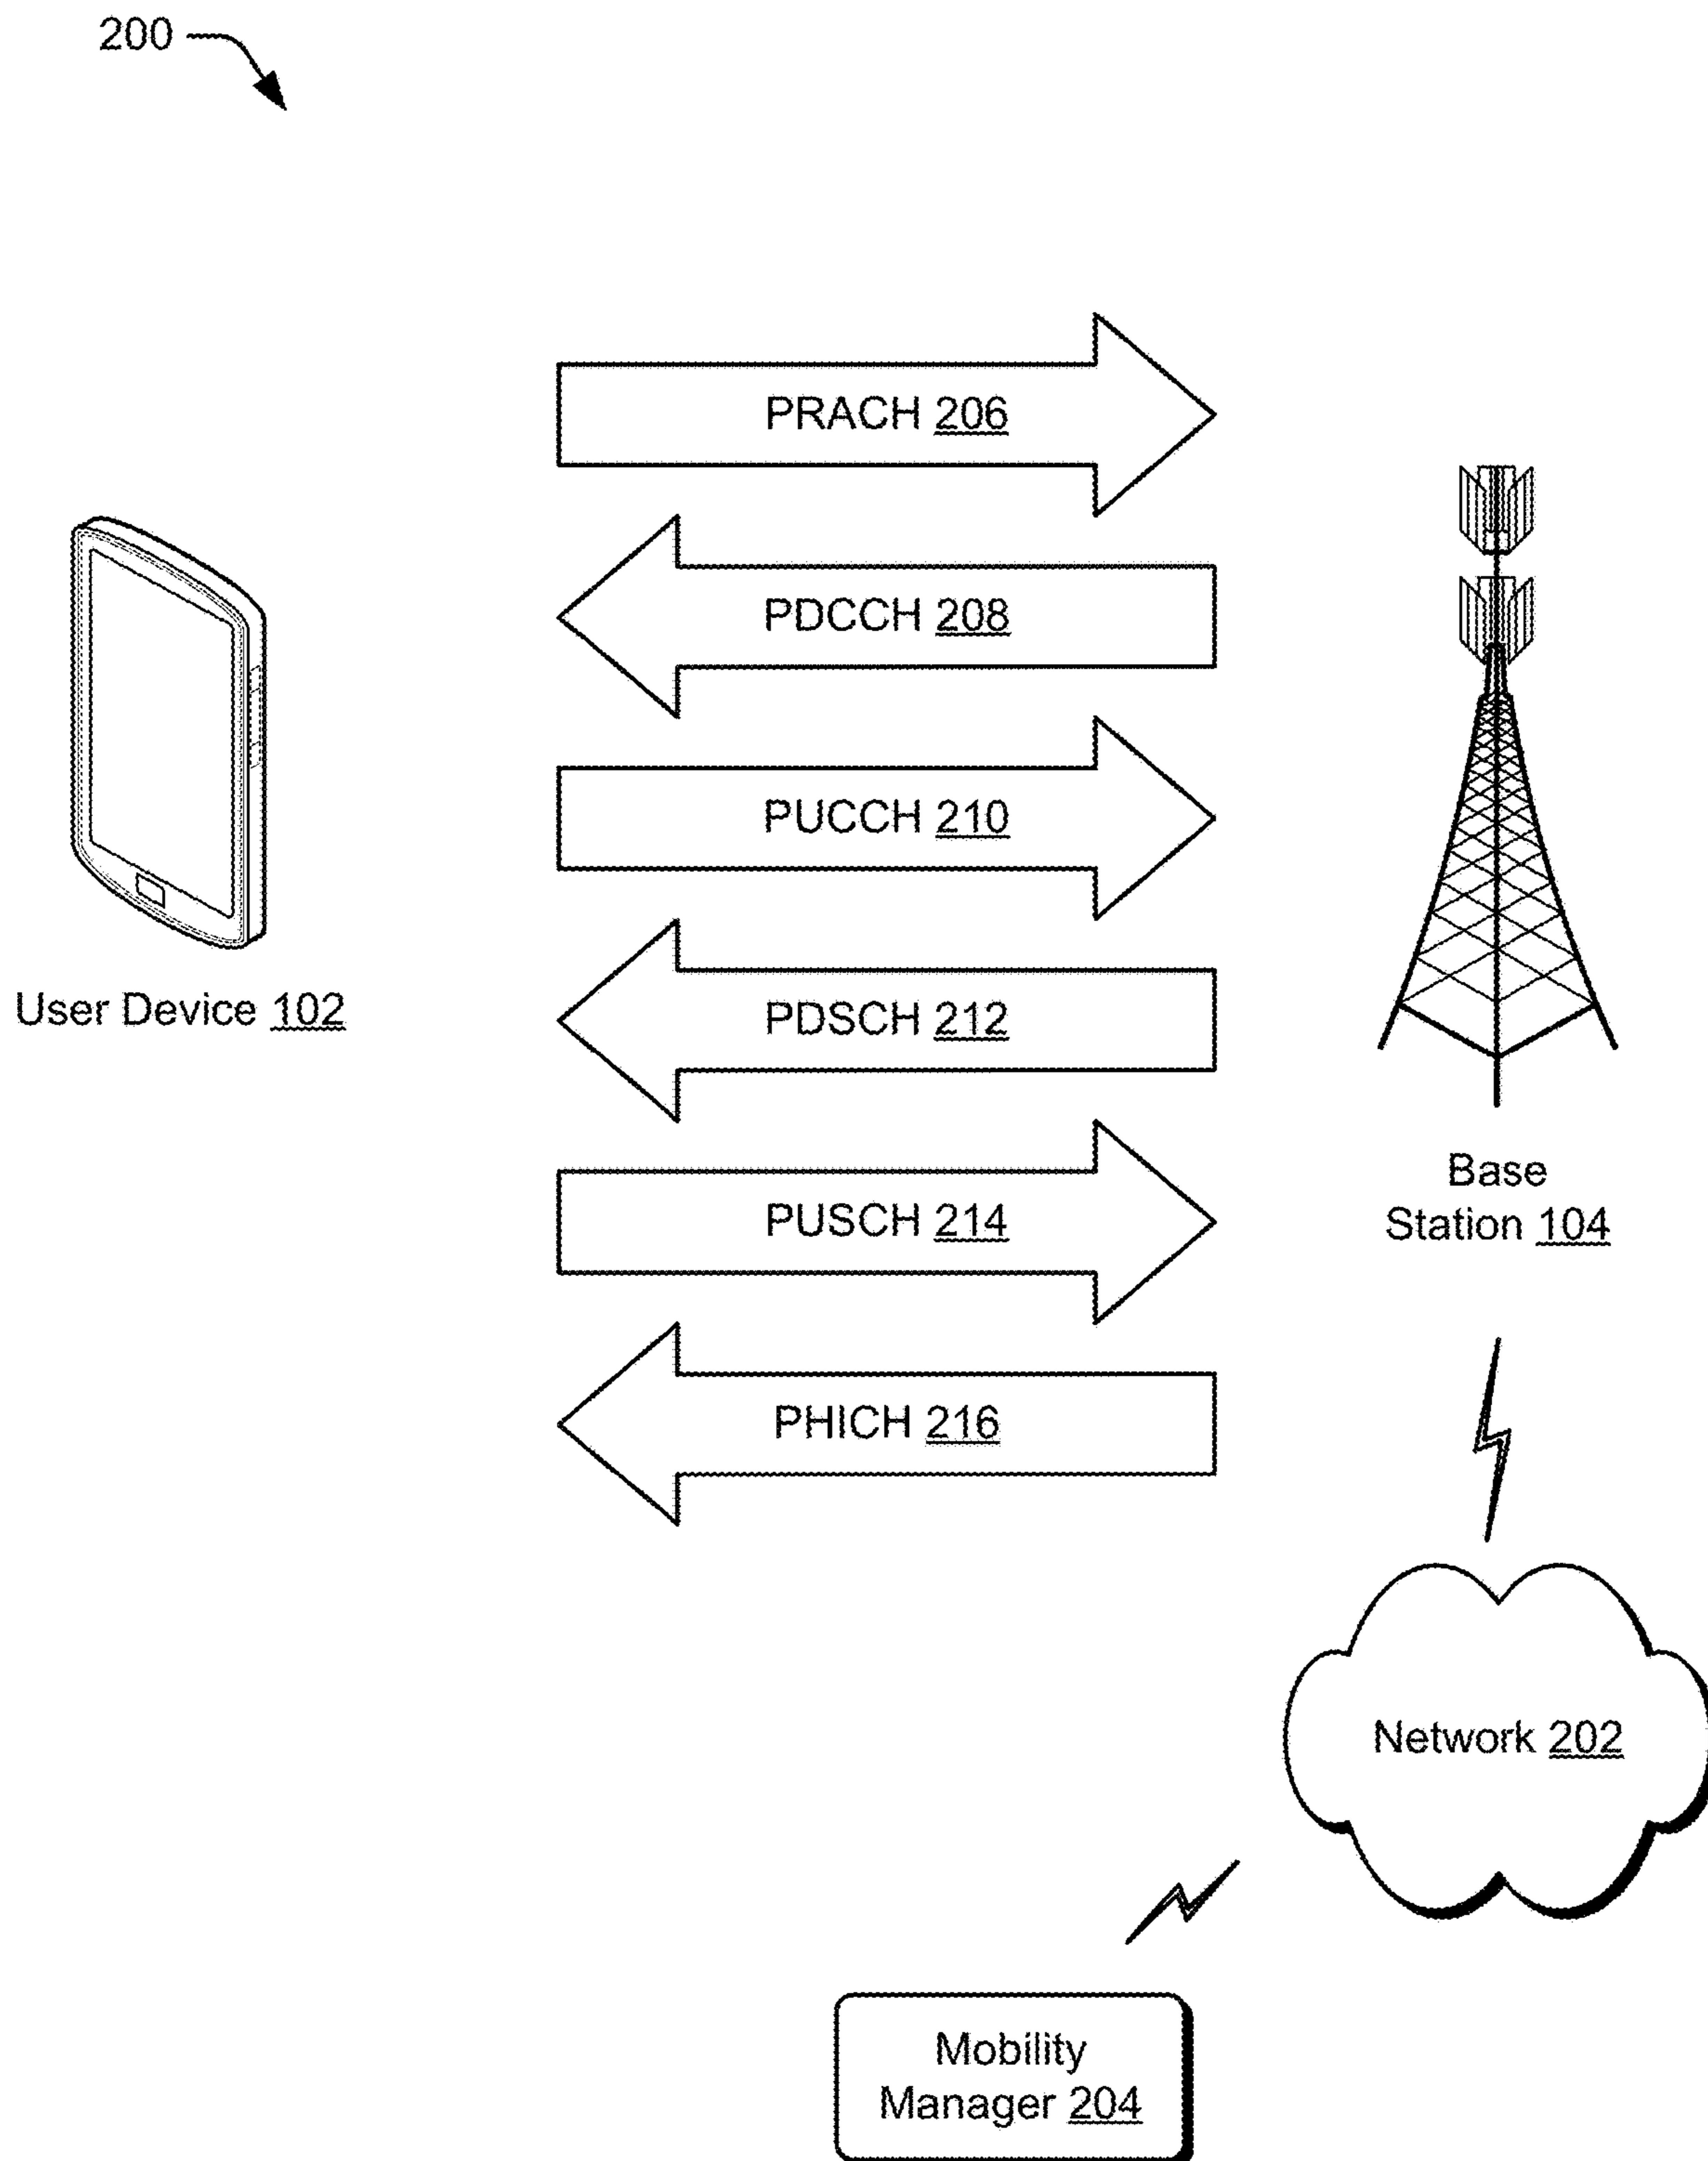 200
PRACH 206
PDCCH 208
PUCCH 210
User Device 102
PDSCH 212
PUSCH 214
Base
Station 104
PHICH 216
Network 202
Mobility
Manager 204